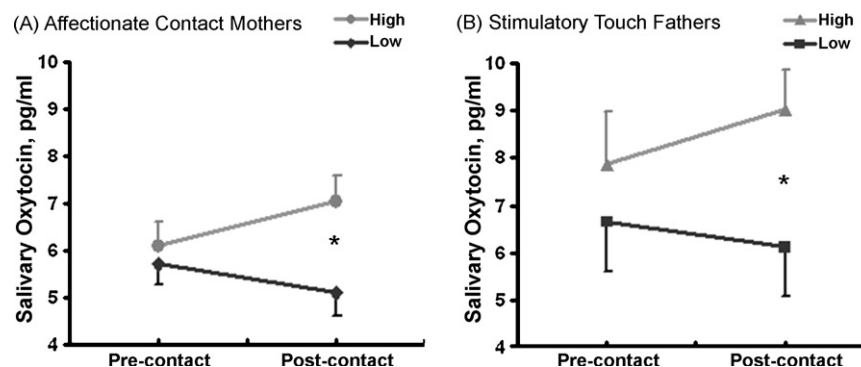 (A) Affectionate Contact Mothers
High
Low
Salivary Oxytocin, pg/ml
10
9
8
7
6
5
4
*
Pre-contact
Post-contact
(B) Stimulatory Touch Fathers
High
Low
Salivary Oxytocin, pg/ml
10
9
8
7
6
5
4
*
Pre-contact
Post-contact